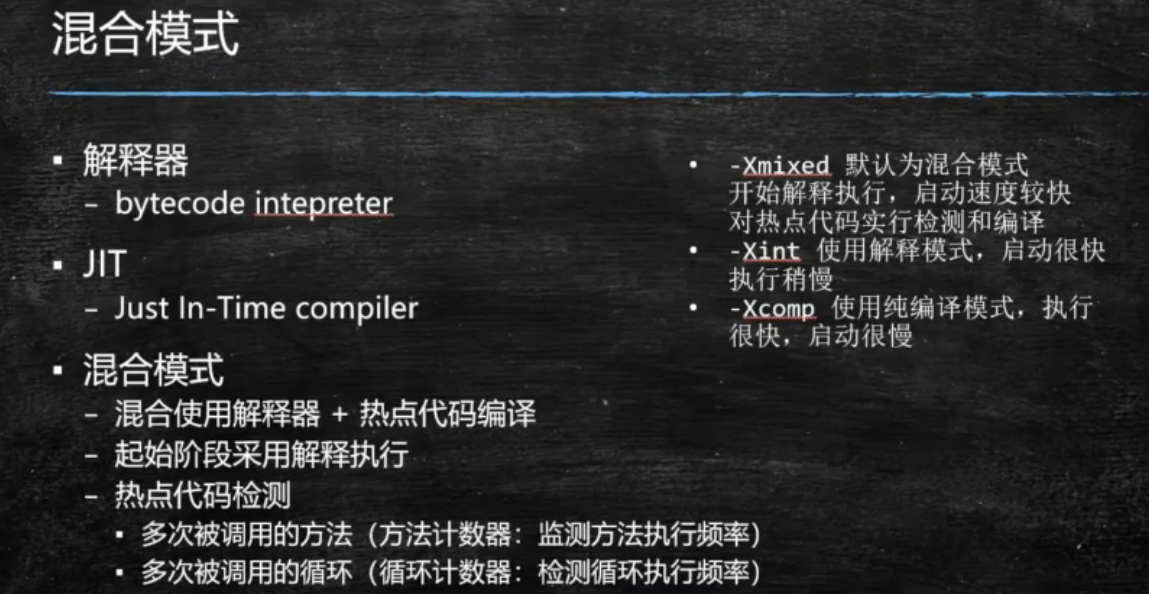 混合模式
▪ 解释器
– bytecode intepreter
▪ JIT
– Just In-Time compiler
▪ 混合模式
– 混合使用解释器 + 热点代码编译
– 起始阶段采用解释执行
– 热点代码检测
▪ 多次被调用的方法（方法计数器：监测方法执行频率）
▪ 多次被调用的循环（循环计数器：检测循环执行频率）
• -Xmixed 默认为混合模式
开始解释执行，启动速度较快
对热点代码实行检测和编译
• -Xint 使用解释模式，启动很快
执行稍慢
• -Xcomp 使用纯编译模式，执行
很快，启动很慢